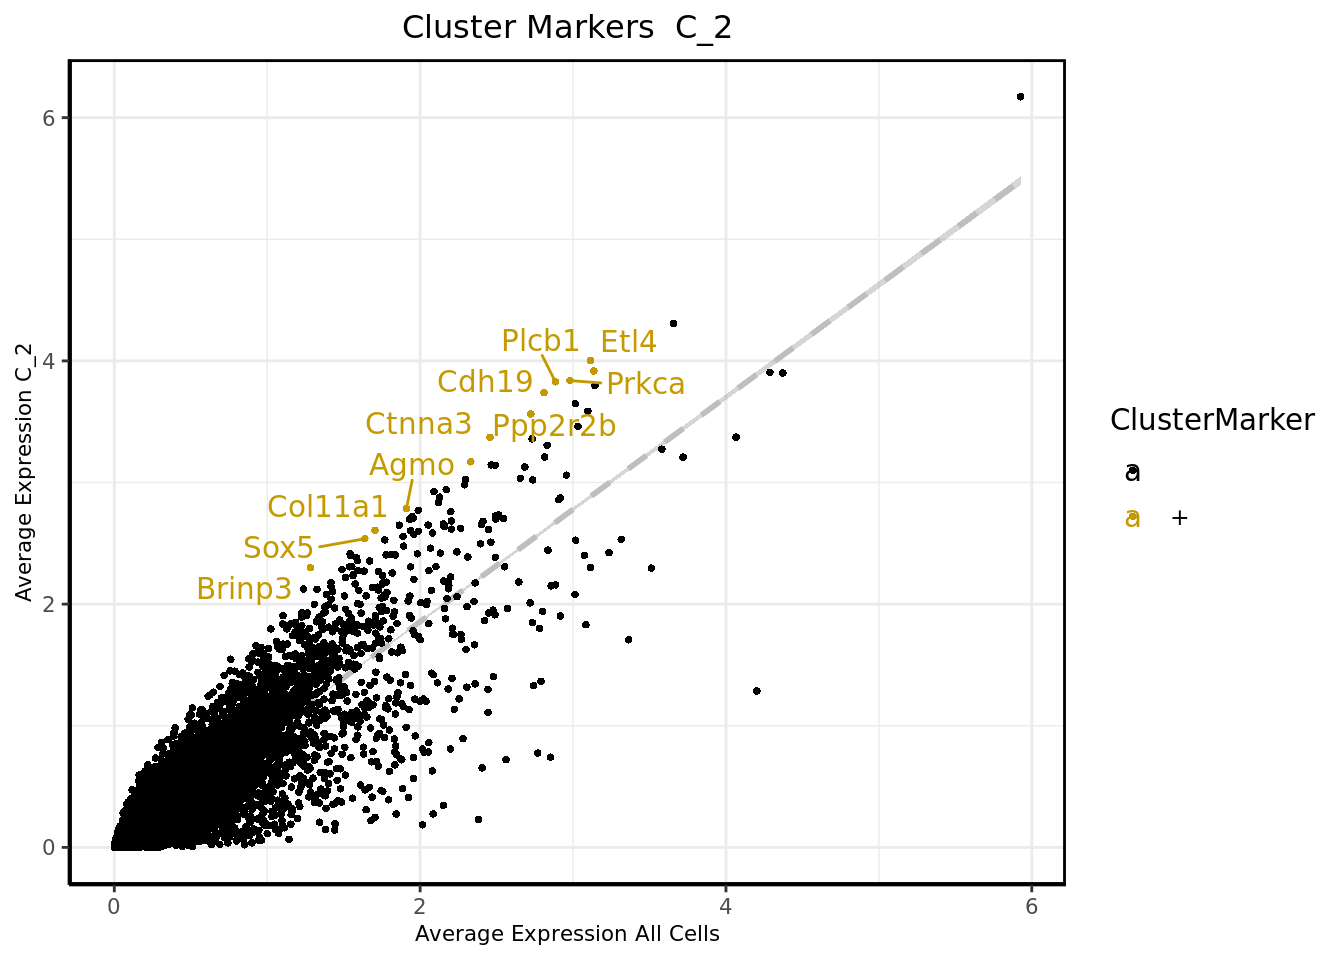 Cluster Markers  C_2
Average Expression C_2
6
4
2
0
Plcb1
Etl4
Cdh19
Prkca
Ctnna3
Ppp2r2b
Agmo
Col11a1
Sox5
Brinp3
0
2
4
6
Average Expression All Cells
ClusterMarker
a
a +